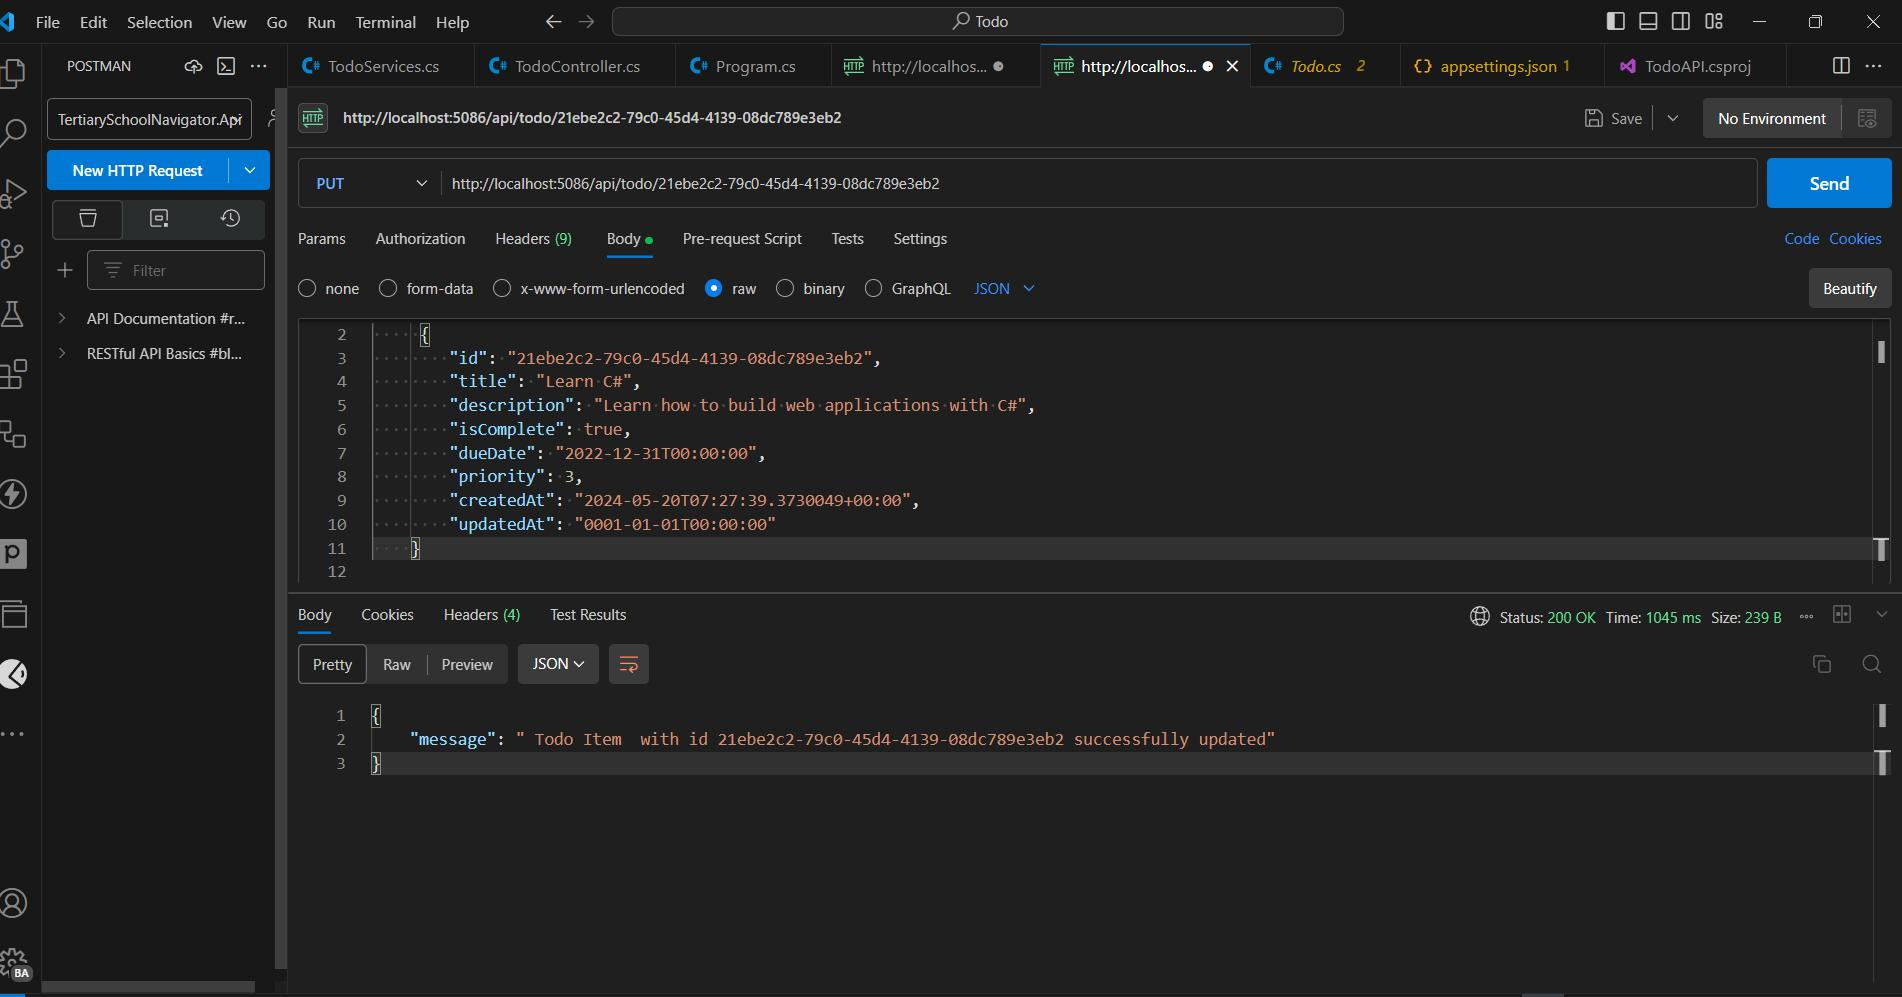 File Edit Selection View Go Run Terminal Help Todo
POSTMAN
TodoServices.cs TodoController.cs Program.cs http://localhos... http://localhos... Todo.cs 2 appsettings.json 1 TodoAPI.csproj
TertiarySchoolNavigator.Api
HTTP http://localhost:5086/api/todo/21ebe2c2-79c0-45d4-4139-08dc789e3eb2 Save No Environment
New HTTP Request
PUT http://localhost:5086/api/todo/21ebe2c2-79c0-45d4-4139-08dc789e3eb2 Send
Params Authorization Headers (9) Body Pre-request Script Tests Settings Code Cookies
Filter
none form-data x-www-form-urlencoded raw binary GraphQL JSON Beautify
API Documentation #r...
RESTful API Basics #bl...
2 {
3 "id": "21ebe2c2-79c0-45d4-4139-08dc789e3eb2",
4 "title": "Learn C#",
5 "description": "Learn how to build web applications with C#",
6 "isComplete": true,
7 "dueDate": "2022-12-31T00:00:00",
8 "priority": 3,
9 "createdAt": "2024-05-20T07:27:39.3730049+00:00",
10 "updatedAt": "0001-01-01T00:00:00"
11 }
12
Body Cookies Headers (4) Test Results Status: 200 OK Time: 1045 ms Size: 239 B
Pretty Raw Preview JSON
1 {
2 "message": " Todo Item  with id 21ebe2c2-79c0-45d4-4139-08dc789e3eb2 successfully updated"
3 }
BA